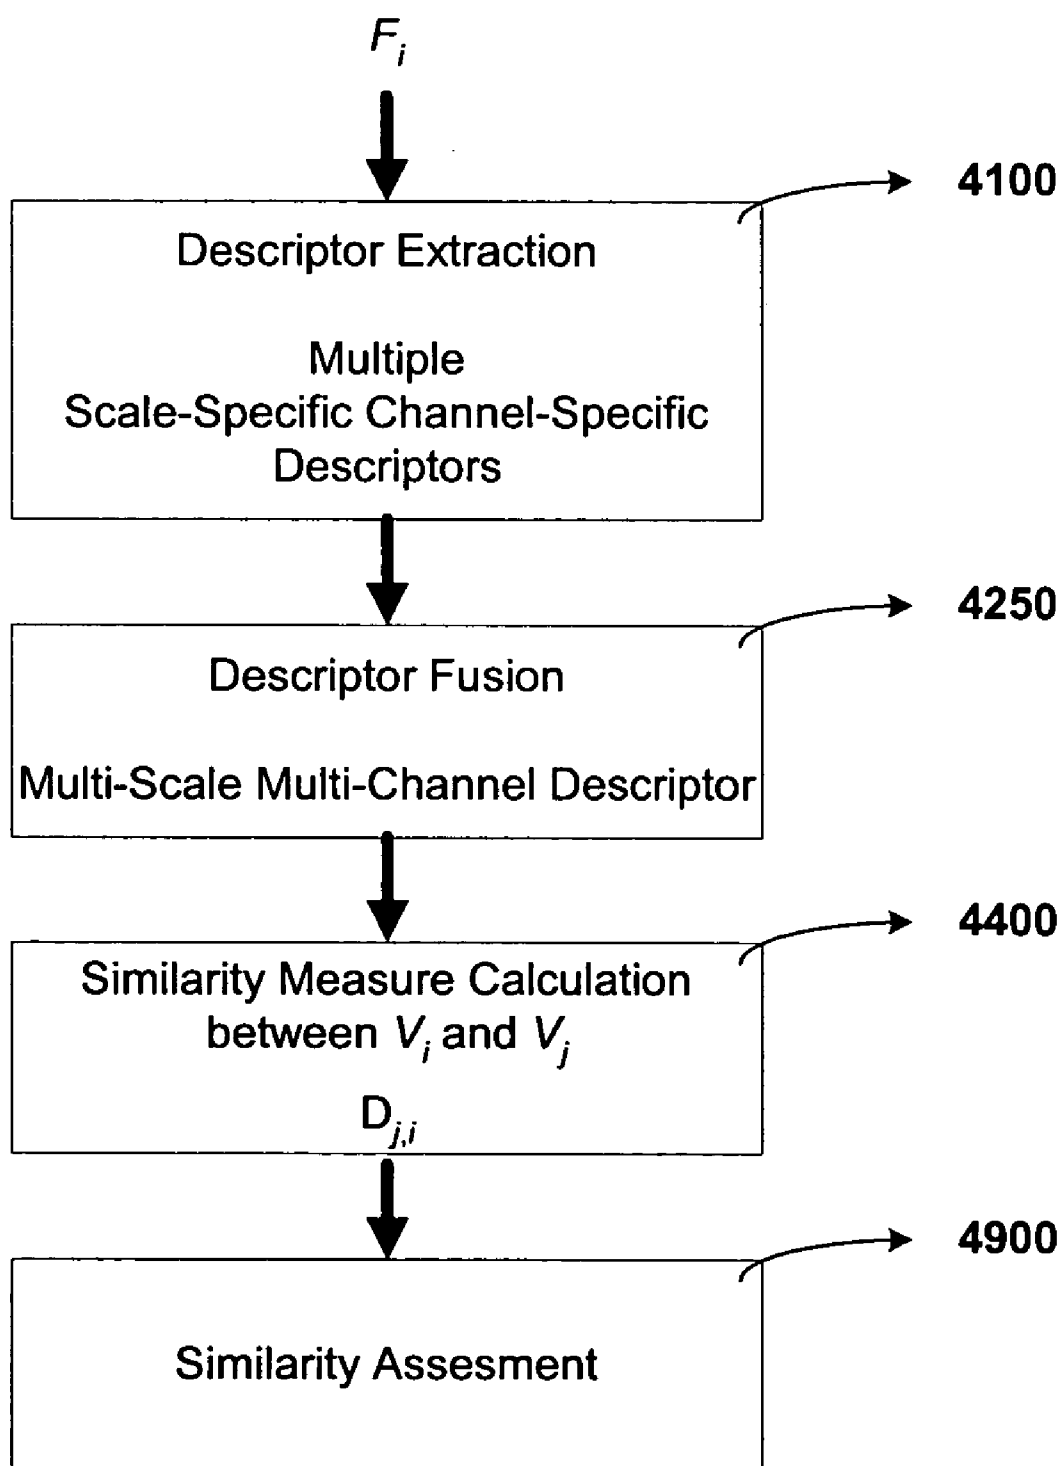 F_i
4100
Descriptor Extraction
Multiple
Scale-Specific Channel-Specific
Descriptors
4250
Descriptor Fusion
Multi-Scale Multi-Channel Descriptor
4400
Similarity Measure Calculation
between V_i and V_j
D_{j,i}
4900
Similarity Assesment